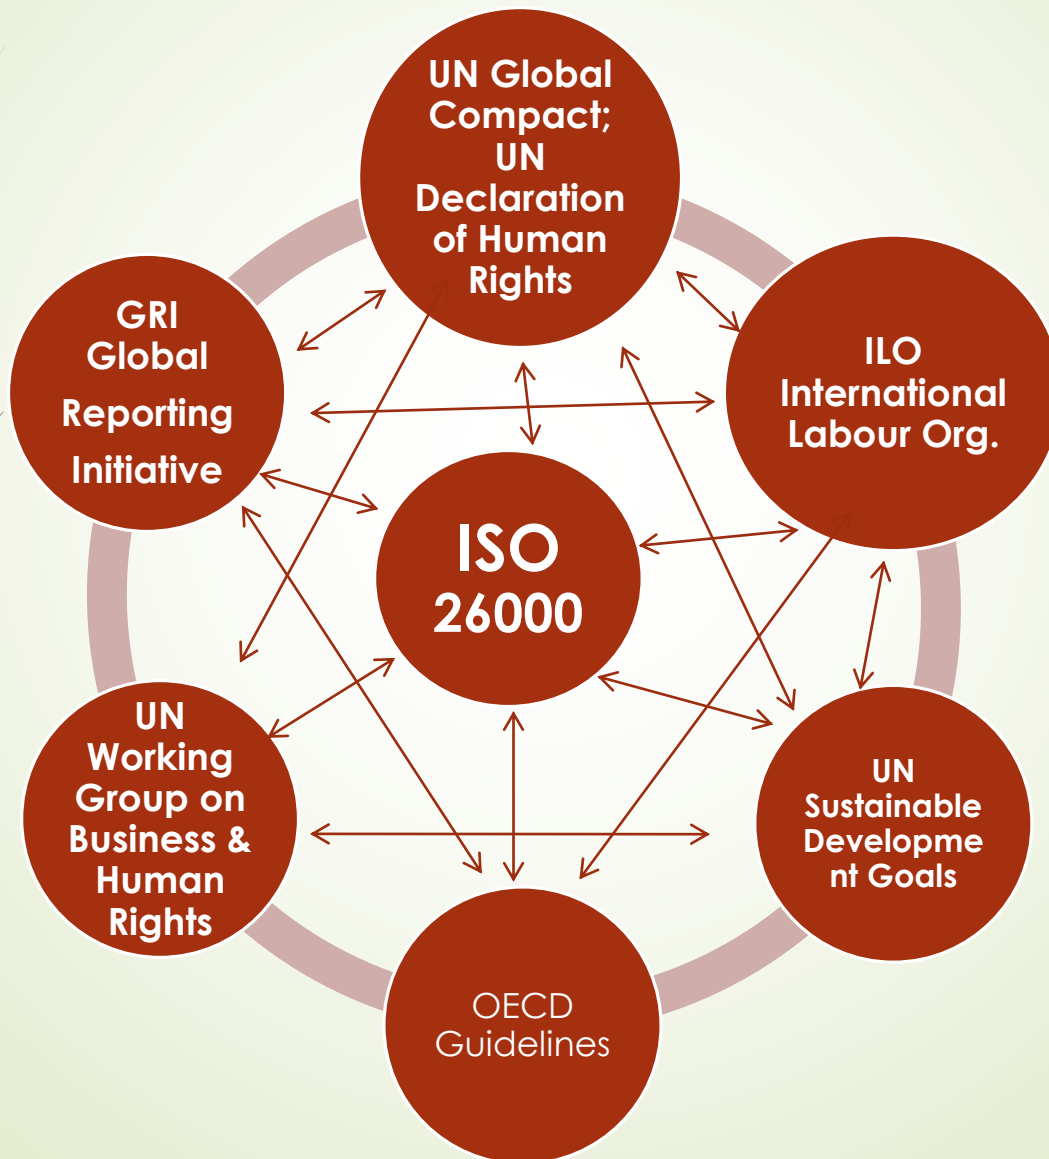 UN Global
Compact;
UN
Declaration
of Human
Rights
GRI
Global
Reporting
Initiative
ILO
International
Labour Org.
ISO
26000
UN
Working
Group on
Business &
Human
Rights
UN
Sustainable
Developme
nt Goals
OECD
Guidelines